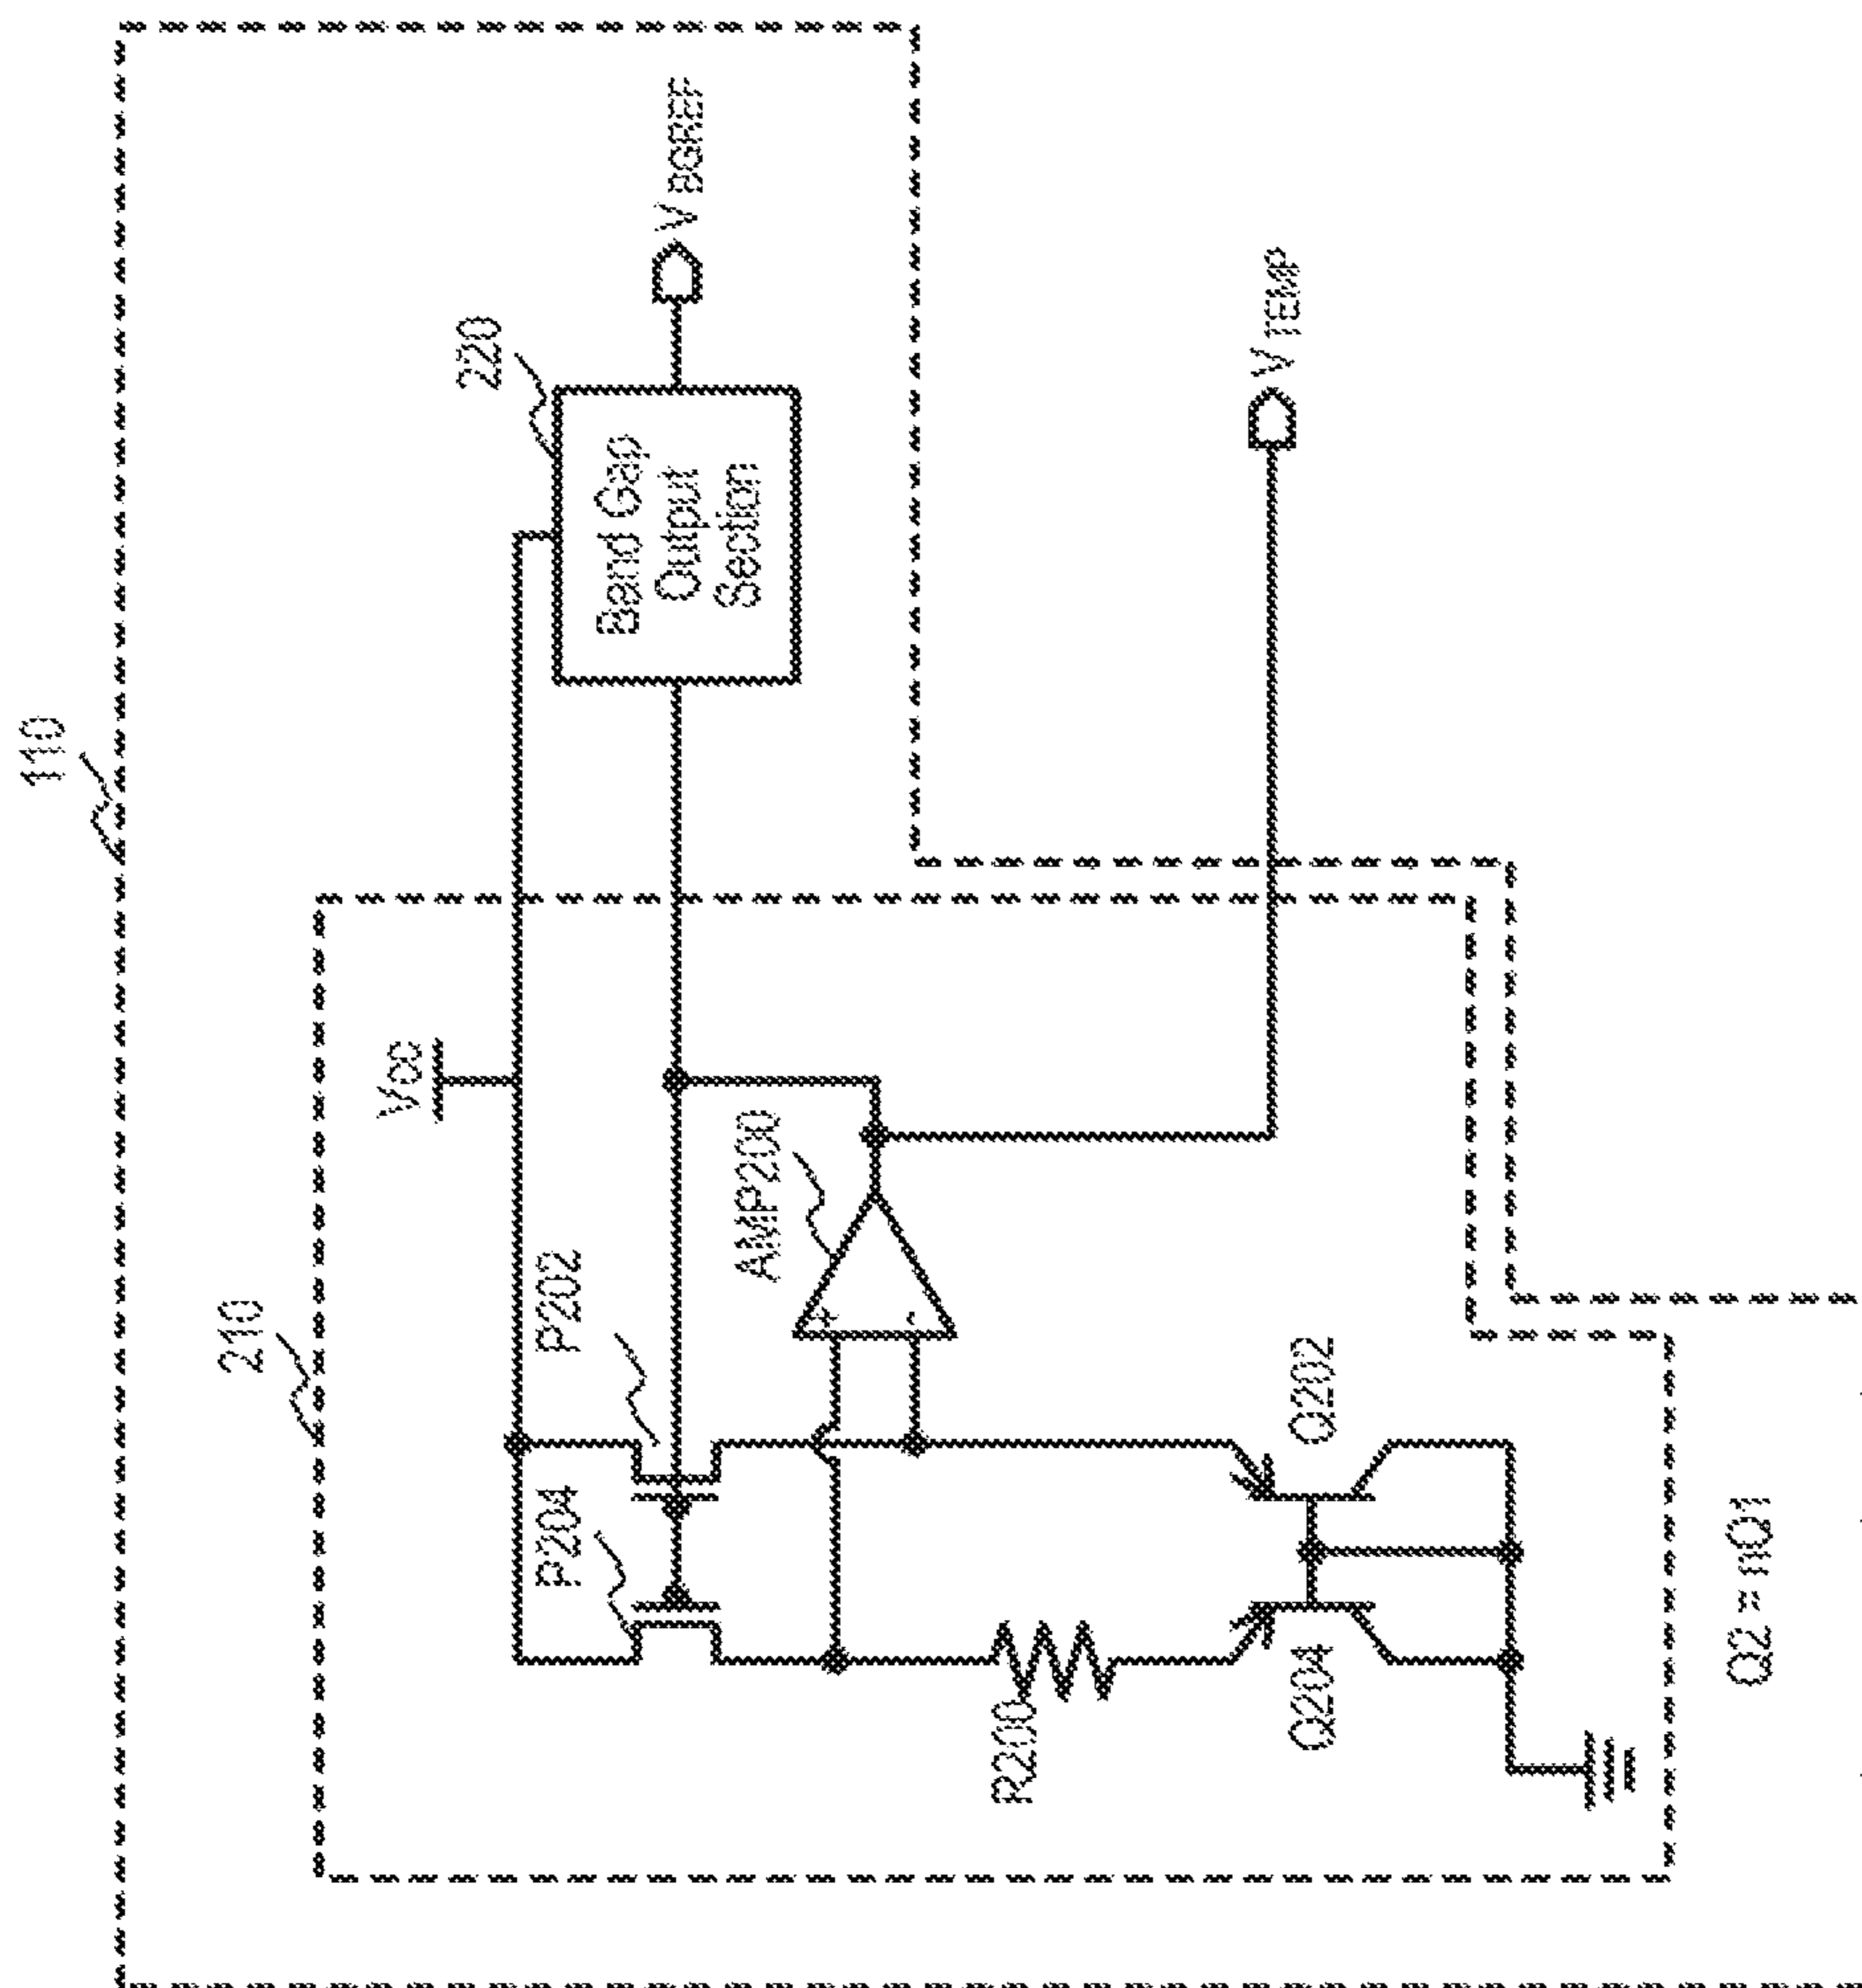 110
210
Vcc
220
P204
P202
Band Gap
Output
Section
V BGREF
AMP200
+
-
R200
Q204
Q202
V TEMP
Q2 = nQ1